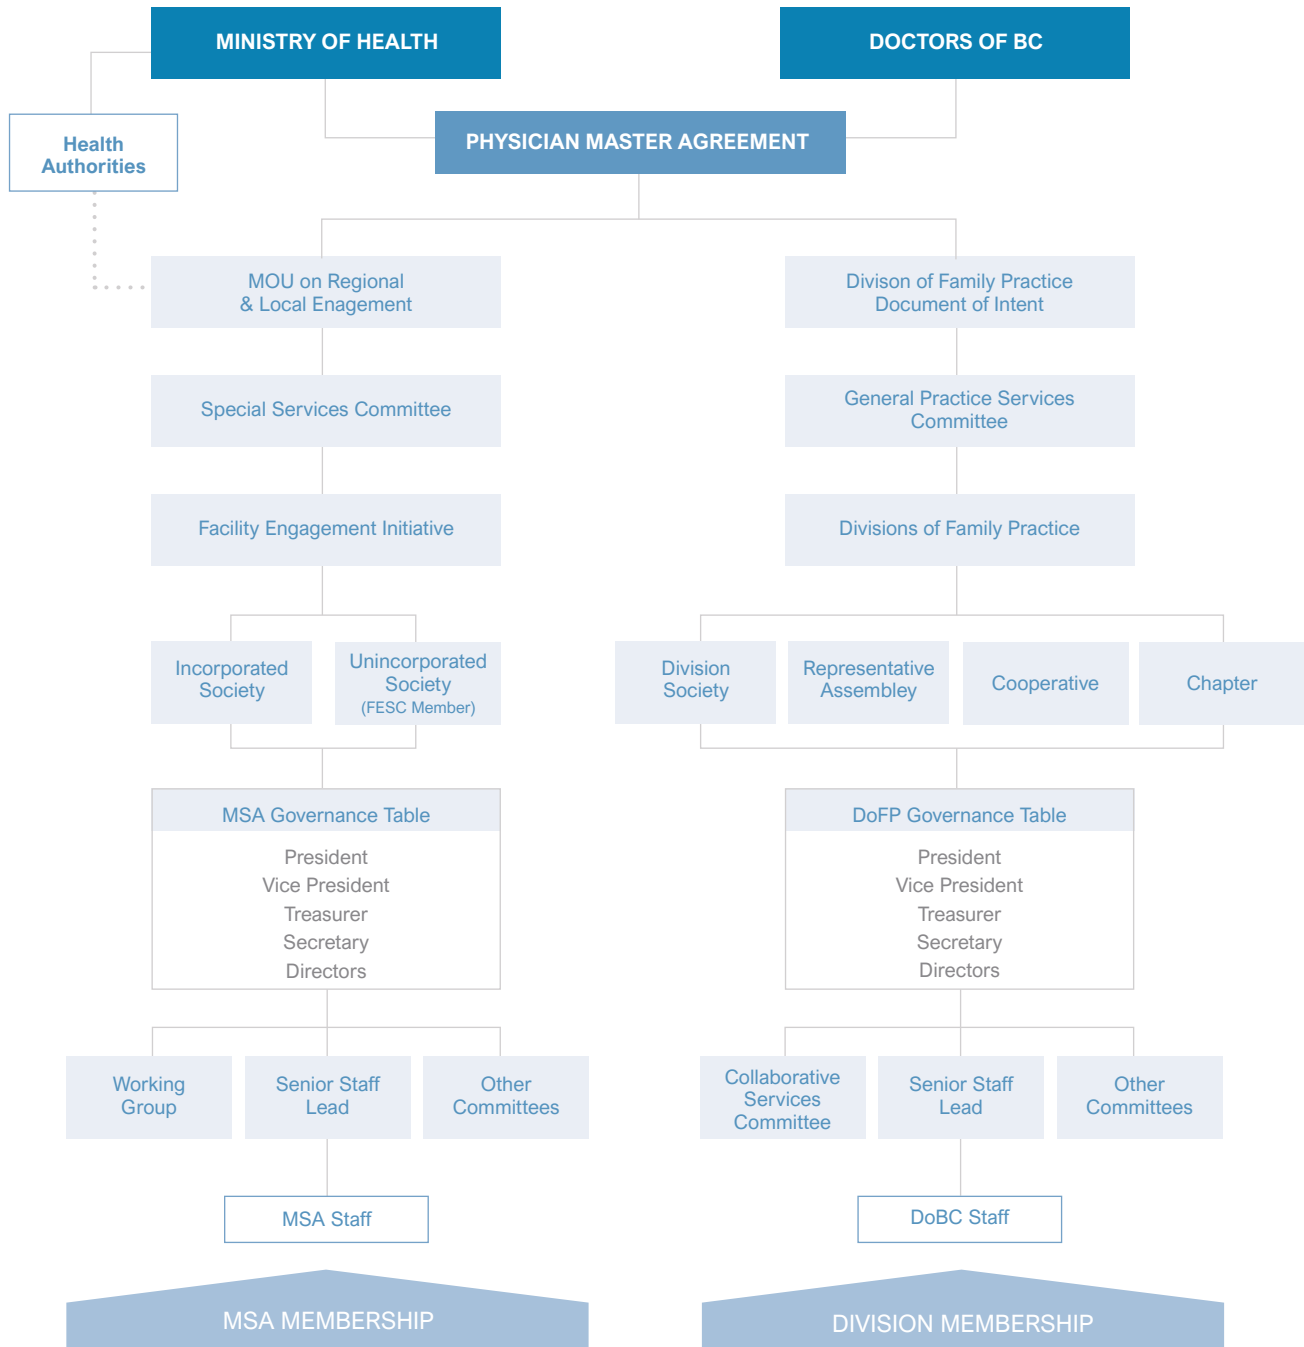 MINISTRY OF HEALTH
DOCTORS OF BC
Health
Authorities
PHYSICIAN MASTER AGREEMENT
MOU on Regional
& Local Enagement
Divison of Family Practice
Document of Intent
Special Services Committee
General Practice Services
Committee
Facility Engagement Initiative
Divisions of Family Practice
Incorporated
Society
Unincorporated
Society
(FESC Member)
Division
Society
Representative
Assembley
Cooperative
Chapter
MSA Governance Table
President
Vice President
Treasurer
Secretary
Directors
DoFP Governance Table
President
Vice President
Treasurer
Secretary
Directors
Working
Group
Senior Staff
Lead
Other
Committees
Collaborative
Services
Committee
Senior Staff
Lead
Other
Committees
MSA Staff
DoBC Staff
MSA MEMBERSHIP
DIVISION MEMBERSHIP